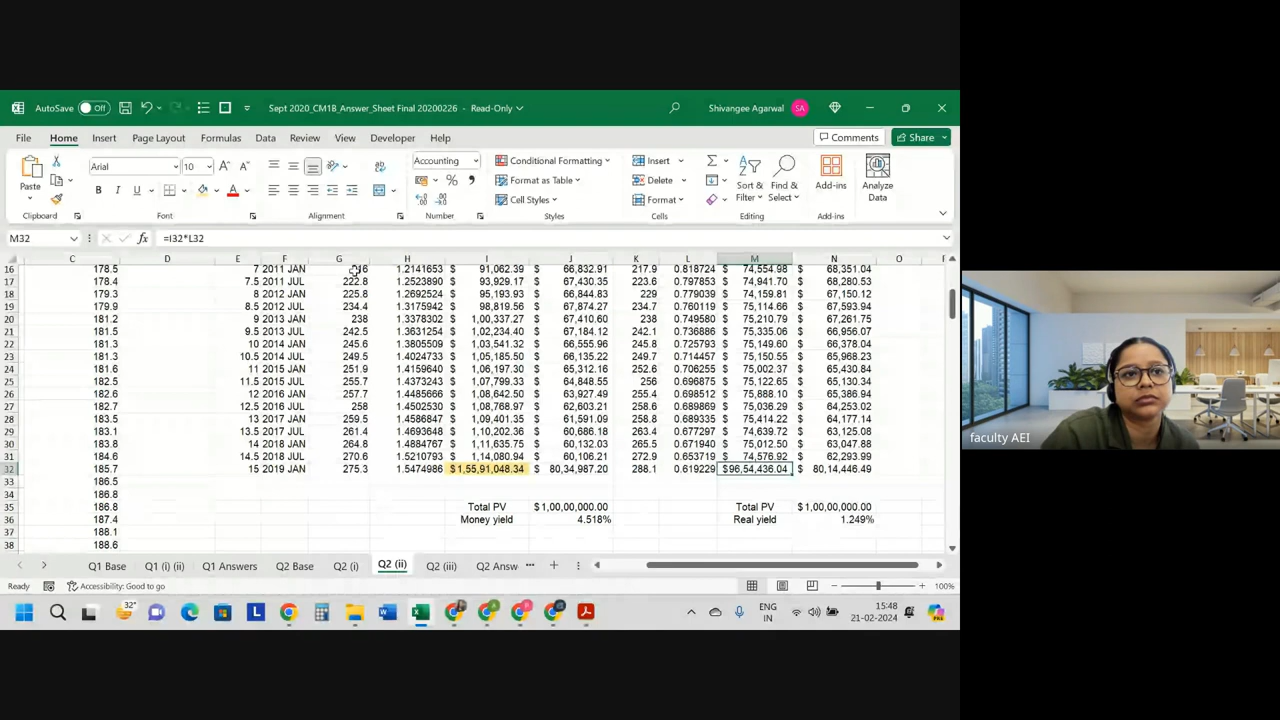 AutoSave Off Sept 2020_CM1B_Answer_Sheet Final 20200226 - Read-Only Shivangee Agarwal SA
File Home Insert Page Layout Formulas Data Review View Developer Help Comments Share
Arial 10 Accounting Conditional Formatting Insert
Paste Format as Table Delete Sort & Filter Find & Select Add-ins Analyze Data
B I U Cell Styles Format
Clipboard Font Alignment Number Styles Cells Editing Add-ins
M32 fx =I32*L32
C D E F G H I J K L M N O
16 178.5 7 2011 JAN 1.2141653 $ 91,062.39 $ 66,832.91 217.9 0.818724 $ 74,554.98 $ 68,351.04
17 178.4 7.5 2011 JUL 222.8 1.2523890 $ 93,929.17 $ 67,430.35 223.6 0.797853 $ 74,941.70 $ 68,280.53
18 179.3 8 2012 JAN 225.8 1.2692524 $ 95,193.93 $ 66,844.83 229 0.779039 $ 74,159.81 $ 67,150.12
19 179.9 8.5 2012 JUL 234.4 1.3175942 $ 98,819.56 $ 67,874.27 234.7 0.760119 $ 75,114.66 $ 67,593.94
20 181.2 9 2013 JAN 238 1.3378302 $ 1,00,337.27 $ 67,410.60 238 0.749580 $ 75,210.79 $ 67,261.75
21 181.3 9.5 2013 JUL 242.5 1.3631254 $ 1,02,234.40 $ 67,184.12 242.1 0.736886 $ 75,335.06 $ 66,956.07
22 181.3 10 2014 JAN 245.6 1.3805509 $ 1,03,541.32 $ 66,555.96 245.8 0.725793 $ 75,149.60 $ 66,378.04
23 181.3 10.5 2014 JUL 249.5 1.4024733 $ 1,05,185.50 $ 66,135.22 249.7 0.714457 $ 75,150.55 $ 65,968.23
24 181.6 11 2015 JAN 251.9 1.4159640 $ 1,06,197.30 $ 65,312.18 252.6 0.706255 $ 75,002.37 $ 65,430.84
25 182.5 11.5 2015 JUL 255.7 1.4373243 $ 1,07,799.33 $ 64,848.55 256 0.696875 $ 75,122.65 $ 65,130.34
26 182.6 12 2016 JAN 257.7 1.4485666 $ 1,08,642.50 $ 63,927.49 255.4 0.698512 $ 75,888.10 $ 65,386.94
27 182.7 12.5 2016 JUL 258 1.4502530 $ 1,08,768.97 $ 62,603.21 258.6 0.689869 $ 75,036.29 $ 64,253.02
28 183.5 13 2017 JAN 259.5 1.4586847 $ 1,09,401.35 $ 61,591.09 258.8 0.689335 $ 75,414.22 $ 64,177.14
29 183.1 13.5 2017 JUL 261.4 1.4693648 $ 1,10,202.36 $ 60,686.18 263.4 0.677297 $ 74,639.72 $ 63,125.08
30 183.8 14 2018 JAN 264.8 1.4884767 $ 1,11,635.75 $ 60,132.03 265.5 0.671940 $ 75,012.50 $ 63,047.88
31 184.6 14.5 2018 JUL 270.6 1.5210793 $ 1,14,080.94 $ 60,106.21 272.9 0.653719 $ 74,576.92 $ 62,293.99
32 185.7 15 2019 JAN 275.3 1.5474986 $1,55,91,048.34 $ 80,34,987.20 288.1 0.619229 $96,54,436.04 $ 80,14,446.49
33 186.5
34 186.8
35 186.8 Total PV $ 1,00,00,000.00 Total PV $ 1,00,00,000.00
36 187.4 Money yield 4.518% Real yield 1.249%
37 188.1
38 188.6
Q1 Base Q1 (i) (ii) Q1 Answers Q2 Base Q2 (i) Q2 (ii) Q2 (iii) Q2 Answ
Ready Accessibility: Good to go 100%
32° ENG IN 15:48 21-02-2024
faculty AEI